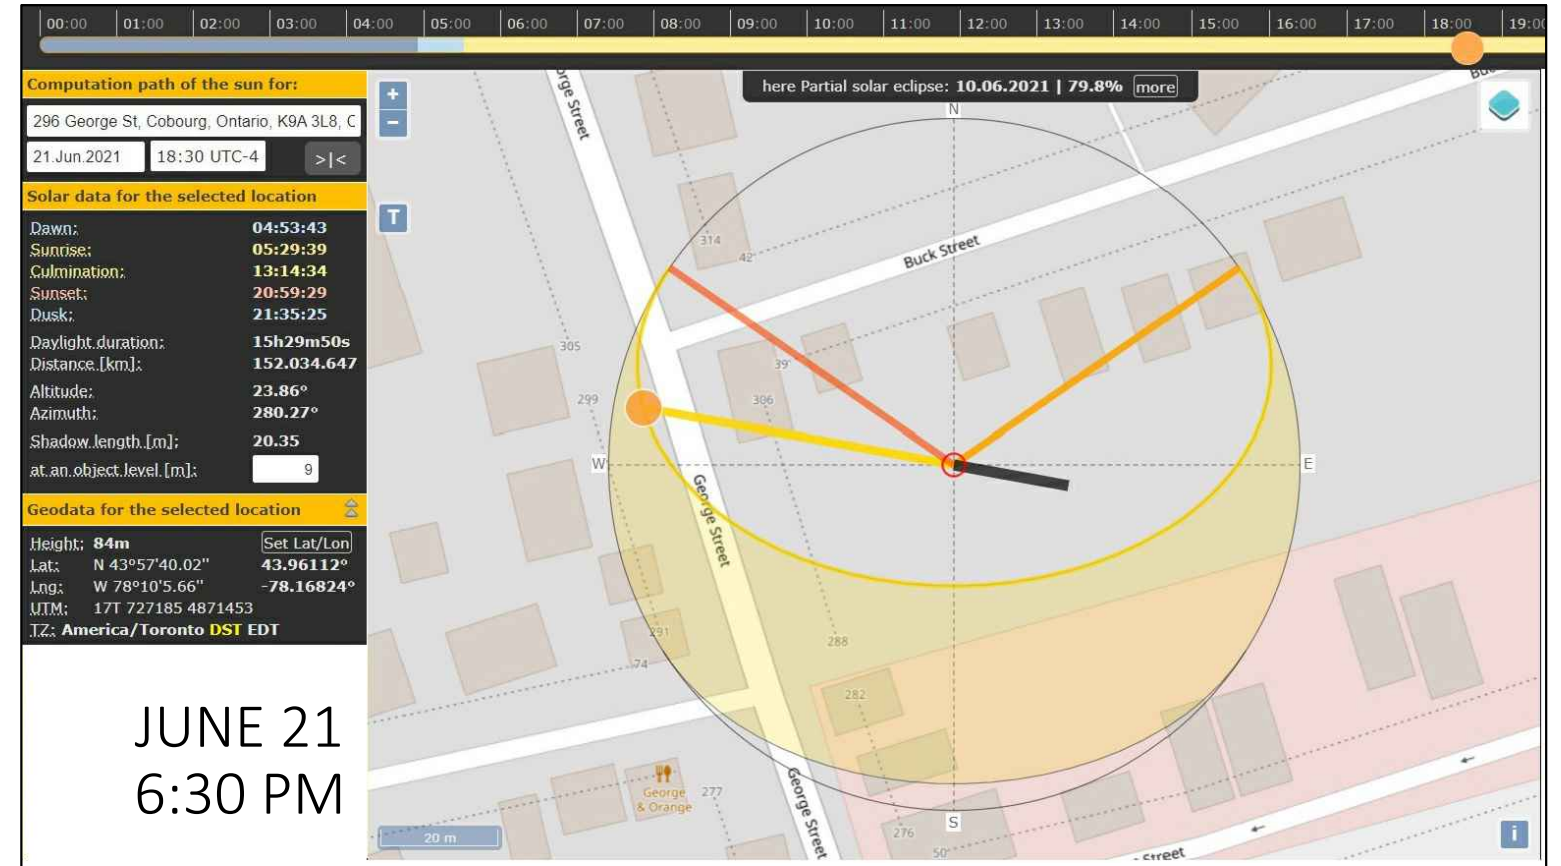 00:00 01:00 02:00 03:00 04:00 05:00 06:00 07:00 08:00 09:00 10:00 11:00 12:00 13:00 14:00 15:00 16:00 17:00 18:00 19:00
Computation path of the sun for:
296 George St, Cobourg, Ontario, K9A 3L8, C
21.Jun.2021 18:30 UTC-4 >|<
Solar data for the selected location
Dawn: 04:53:43
Sunrise: 05:29:39
Culmination: 13:14:34
Sunset: 20:59:29
Dusk: 21:35:25
Daylight duration: 15h29m50s
Distance [km]: 152.034.647
Altitude: 23.86°
Azimuth: 280.27°
Shadow length [m]: 20.35
at an object level [m]: 9
Geodata for the selected location
Height: 84m Set Lat/Lon
Lat: N 43°57'40.02'' 43.96112°
Lng: W 78°10'5.66'' -78.16824°
UTM: 17T 727185 4871453
TZ: America/Toronto DST EDT
JUNE 21
6:30 PM
+
−
T
here Partial solar eclipse: 10.06.2021 | 79.8% more
N
orge Street
314
42
Buck Street
305
39
299
306
W
E
George Street
291
288
74
282
George
& Orange
277
George Street
S
276
50
Street
20 m
i